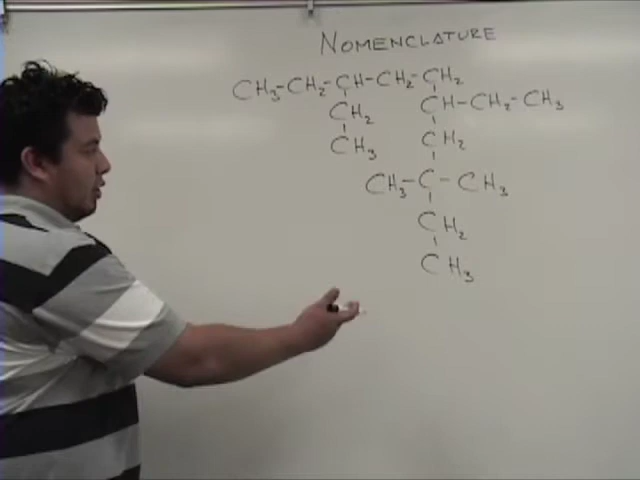 NOMENCLATURE
CH₃-CH₂-CH-CH₂-CH₂
CH₂ CH-CH₂-CH₃
CH₃ CH₂
CH₃-C-CH₃
CH₂
CH₃